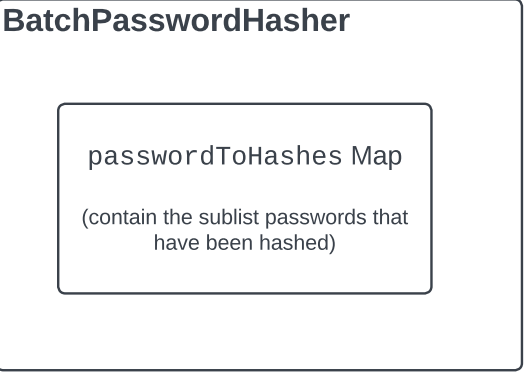 BatchPasswordHasher
passwordToHashes Map
(contain the sublist passwords that
have been hashed)